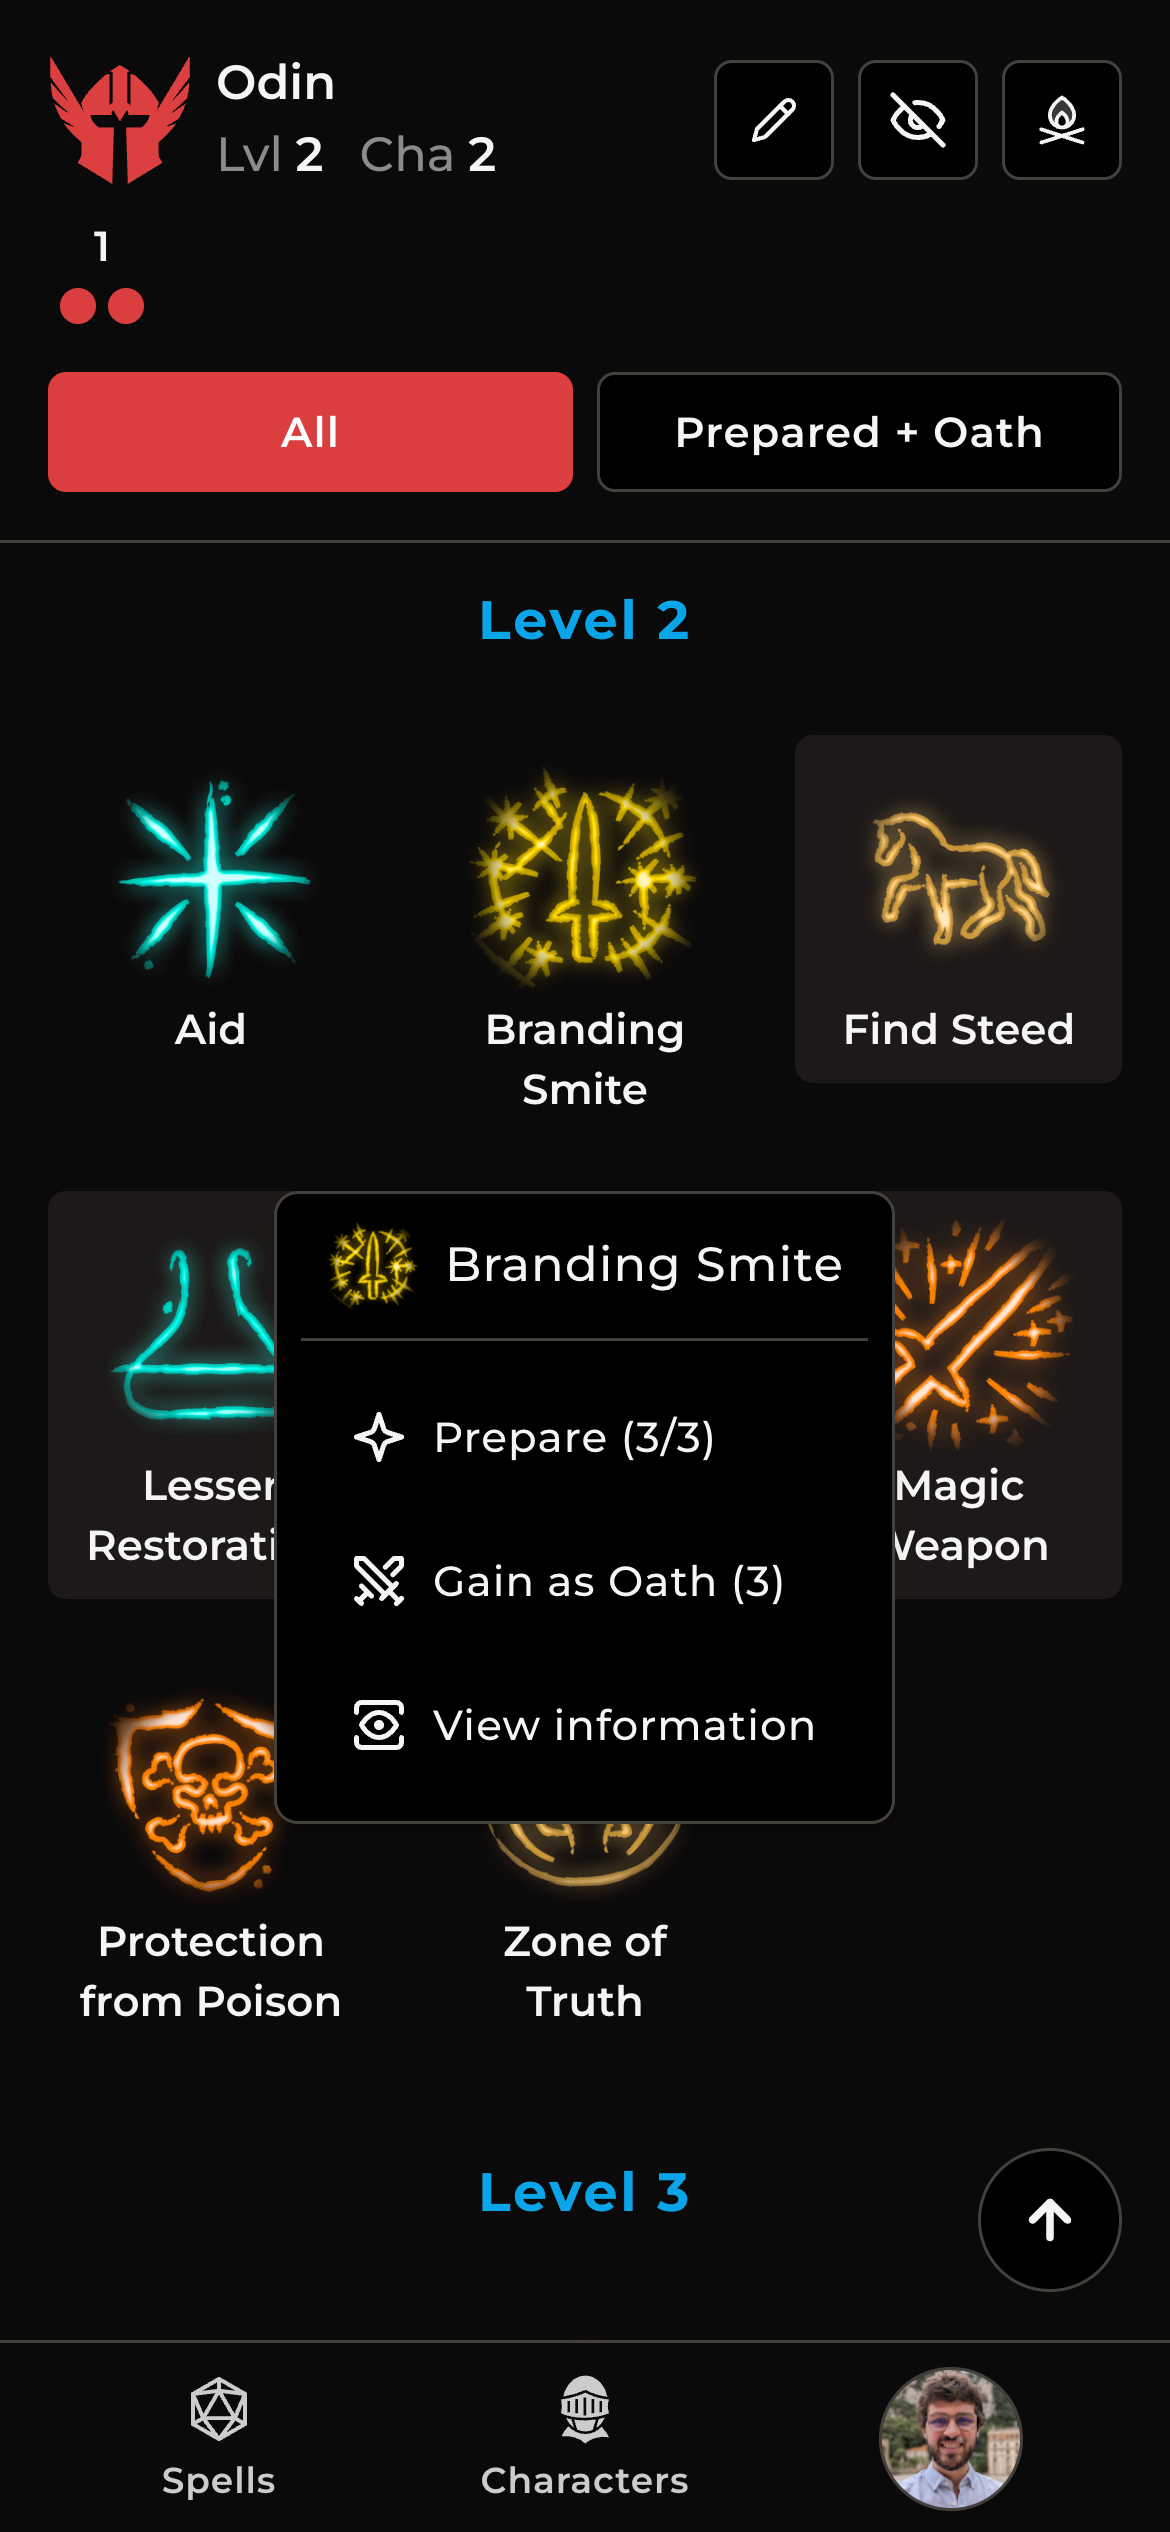 Odin
Lvl 2 Cha 2
1
All
Prepared + Oath
Level 2
Aid
Branding
Smite
Find Steed
Branding Smite
Prepare (3/3)
Gain as Oath (3)
View information
Lesser
Magic
Protection
from Poison
Zone of
Truth
Level 3
Spells
Characters